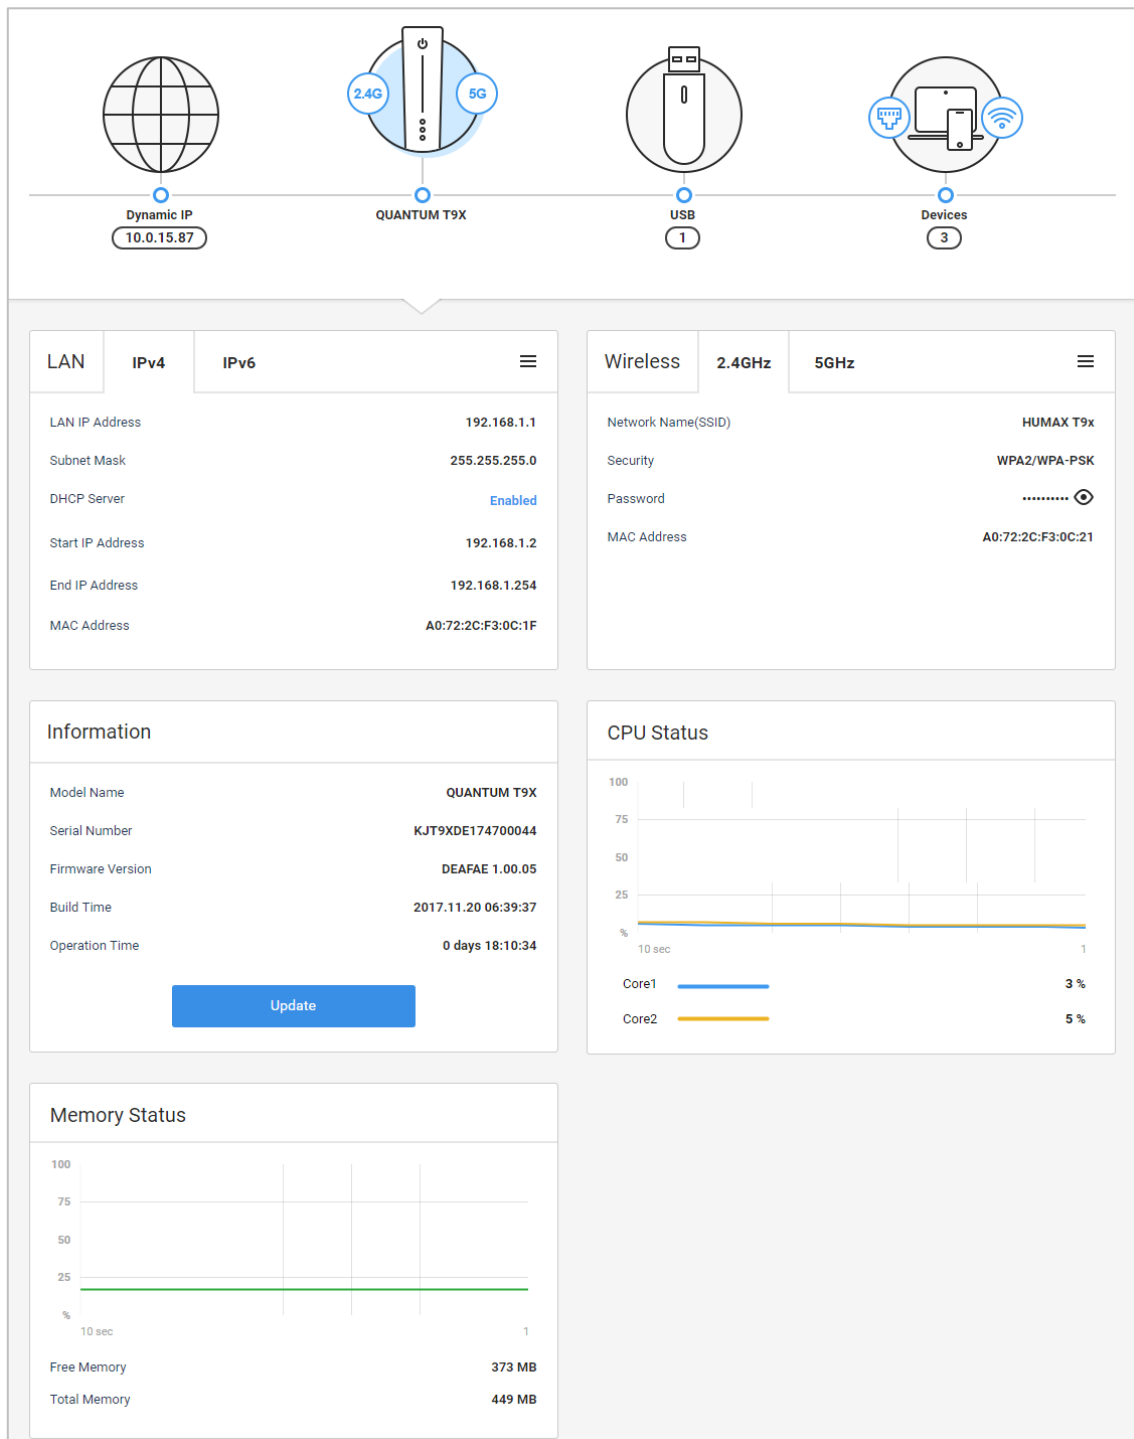 2.4G
5G
Dynamic IP
10.0.15.87
QUANTUM T9X
USB
1
Devices
3
LAN
IPv4
IPv6
LAN IP Address 192.168.1.1
Subnet Mask 255.255.255.0
DHCP Server Enabled
Start IP Address 192.168.1.2
End IP Address 192.168.1.254
MAC Address A0:72:2C:F3:0C:1F
Wireless
2.4GHz
5GHz
Network Name(SSID) HUMAX T9x
Security WPA2/WPA-PSK
Password ··········
MAC Address A0:72:2C:F3:0C:21
Information
Model Name QUANTUM T9X
Serial Number KJT9XDE174700044
Firmware Version DEAFAE 1.00.05
Build Time 2017.11.20 06:39:37
Operation Time 0 days 18:10:34
Update
CPU Status
100
75
50
25
%
10 sec 1
Core1 3 %
Core2 5 %
Memory Status
100
75
50
25
%
10 sec 1
Free Memory 373 MB
Total Memory 449 MB